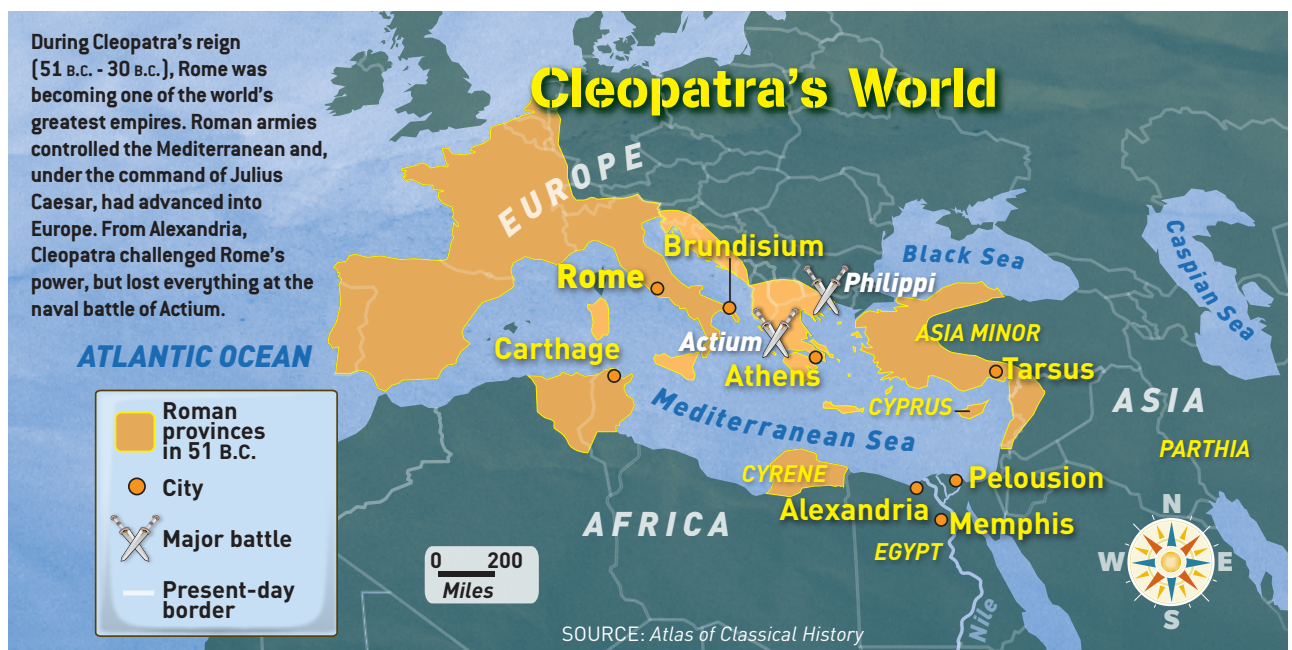 During Cleopatra's reign
(51 B.C. - 30 B.C.), Rome was
becoming one of the world's
greatest empires. Roman armies
controlled the Mediterranean and,
under the command of Julius
Caesar, had advanced into
Europe. From Alexandria,
Cleopatra challenged Rome's
power, but lost everything at the
naval battle of Actium.
Cleopatra's World
EUROPE
Brundisium
Black Sea
Caspian Sea
Rome
Philippi
ASIA MINOR
Actium
ATLANTIC OCEAN
Carthage
Athens
Tarsus
Mediterranean Sea
CYPRUS
ASIA
PARTHIA
CYRENE
Pelousion
Alexandria
Memphis
AFRICA
EGYPT
Nile
Roman
provinces
in 51 B.C.
City
Major battle
Present-day
border
0 200
Miles
N
W E
S
SOURCE: Atlas of Classical History